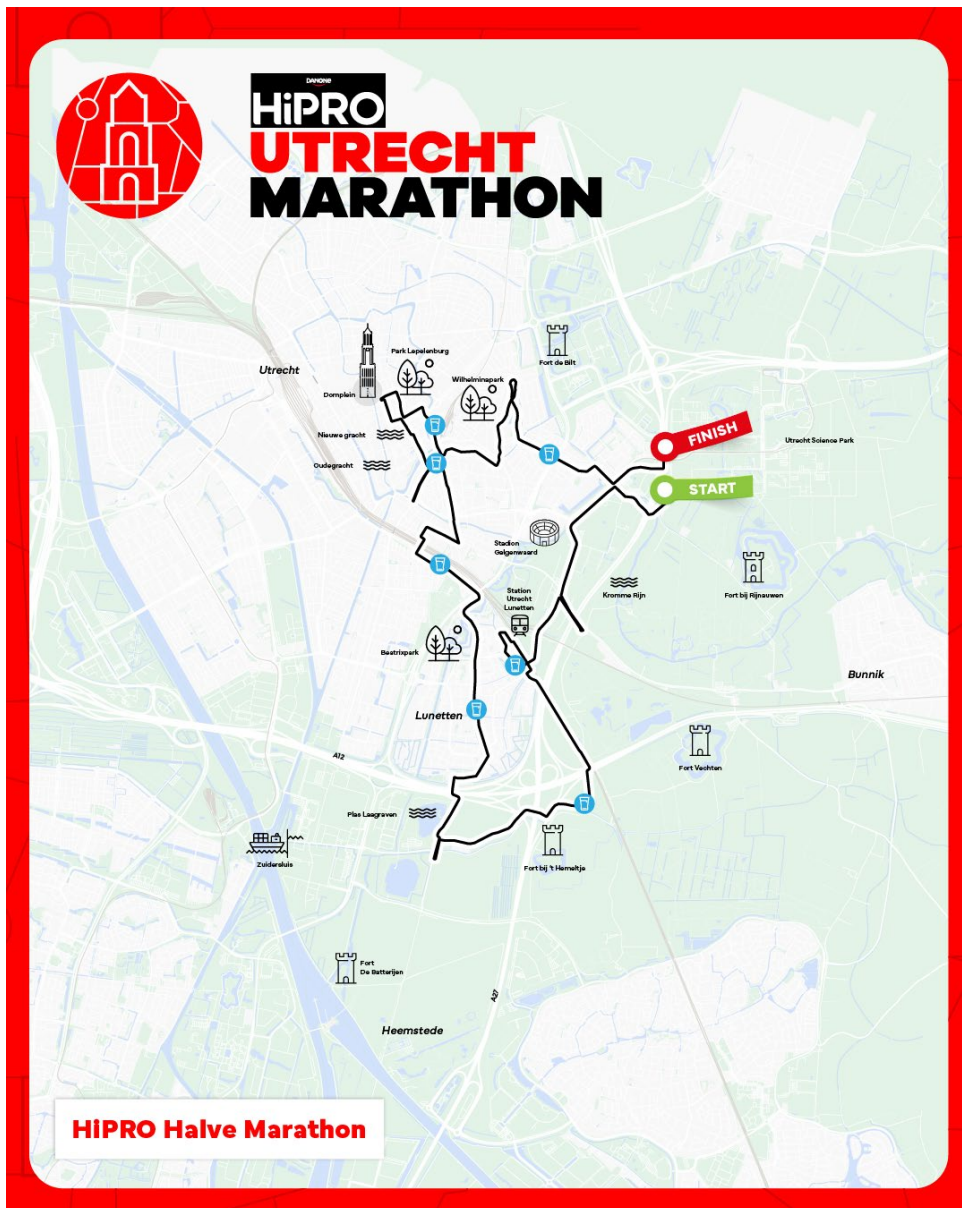 DANONE
HiPRO
UTRECHT
MARATHON
Park Lepelenburg
Utrecht
Fort de Bilt
Wilhelminapark
Domplein
FINISH
Nieuwe gracht
Utrecht Science Park
Oudegracht
START
Stadion
Galgenwaard
Station
Utrecht
Lunetten
Kromme Rijn
Fort bij Rijnauwen
Beatrixpark
Bunnik
Lunetten
A12
Fort Vechten
Plas Laagraven
Zuidersluis
Fort bij 't Hemeltje
Fort
De Batterijen
A27
Heemstede
HiPRO Halve Marathon